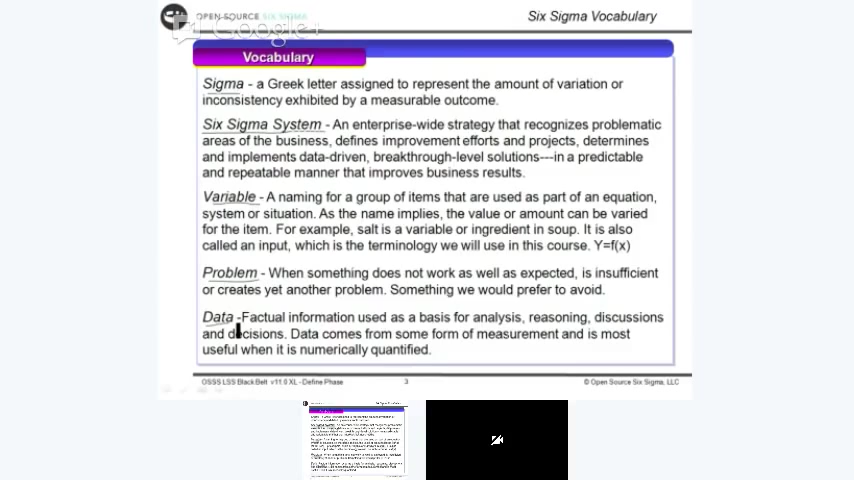 OPEN-SOURCE SIX SIGMA
Google+
Six Sigma Vocabulary
Vocabulary
Sigma - a Greek letter assigned to represent the amount of variation or
inconsistency exhibited by a measurable outcome.
Six Sigma System - An enterprise-wide strategy that recognizes problematic
areas of the business, defines improvement efforts and projects, determines
and implements data-driven, breakthrough-level solutions---in a predictable
and repeatable manner that improves business results.
Variable - A naming for a group of items that are used as part of an equation,
system or situation. As the name implies, the value or amount can be varied
for the item. For example, salt is a variable or ingredient in soup. It is also
called an input, which is the terminology we will use in this course. Y=f(x)
Problem - When something does not work as well as expected, is insufficient
or creates yet another problem. Something we would prefer to avoid.
Data -Factual information used as a basis for analysis, reasoning, discussions
and decisions. Data comes from some form of measurement and is most
useful when it is numerically quantified.
OSSS LSS Black Belt v11.0 XL - Define Phase 3 © Open Source Six Sigma, LLC